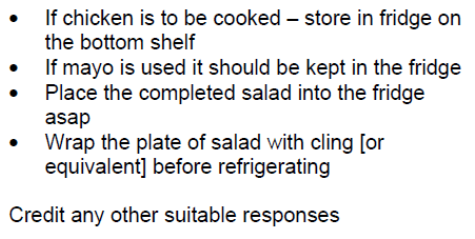 • If chicken is to be cooked – store in fridge on
the bottom shelf
• If mayo is used it should be kept in the fridge
• Place the completed salad into the fridge
asap
• Wrap the plate of salad with cling [or
equivalent] before refrigerating
Credit any other suitable responses